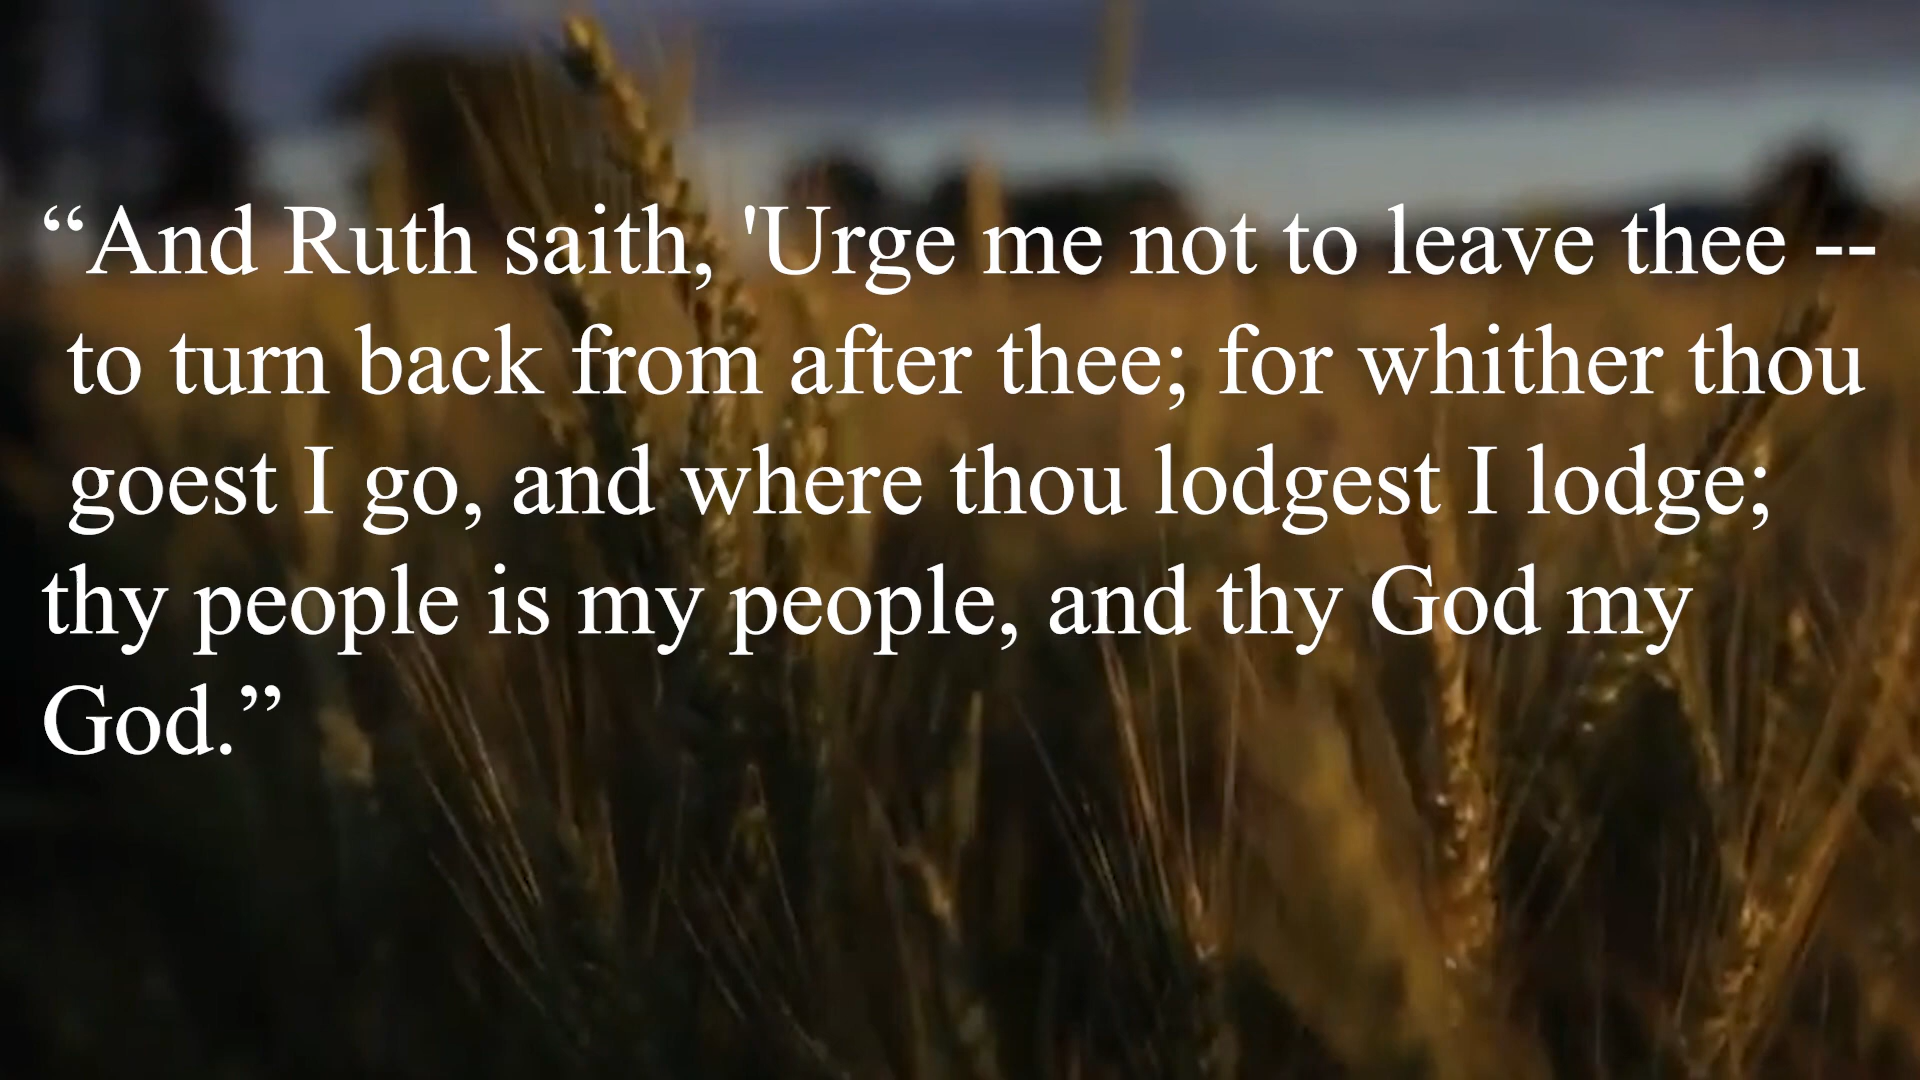 “And Ruth saith, 'Urge me not to leave thee --
to turn back from after thee; for whither thou
goest I go, and where thou lodgest I lodge;
thy people is my people, and thy God my
God.”